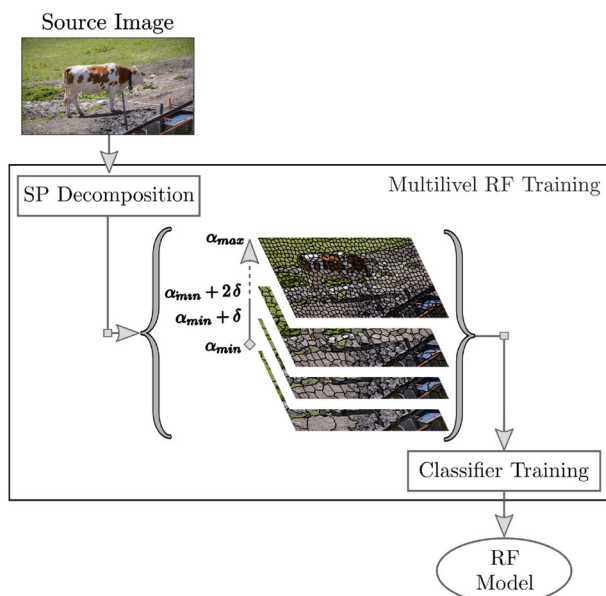 Source Image
SP Decomposition
Multilivel RF Training
αmax
αmin + 2δ
αmin + δ
αmin
Classifier Training
RF
Model